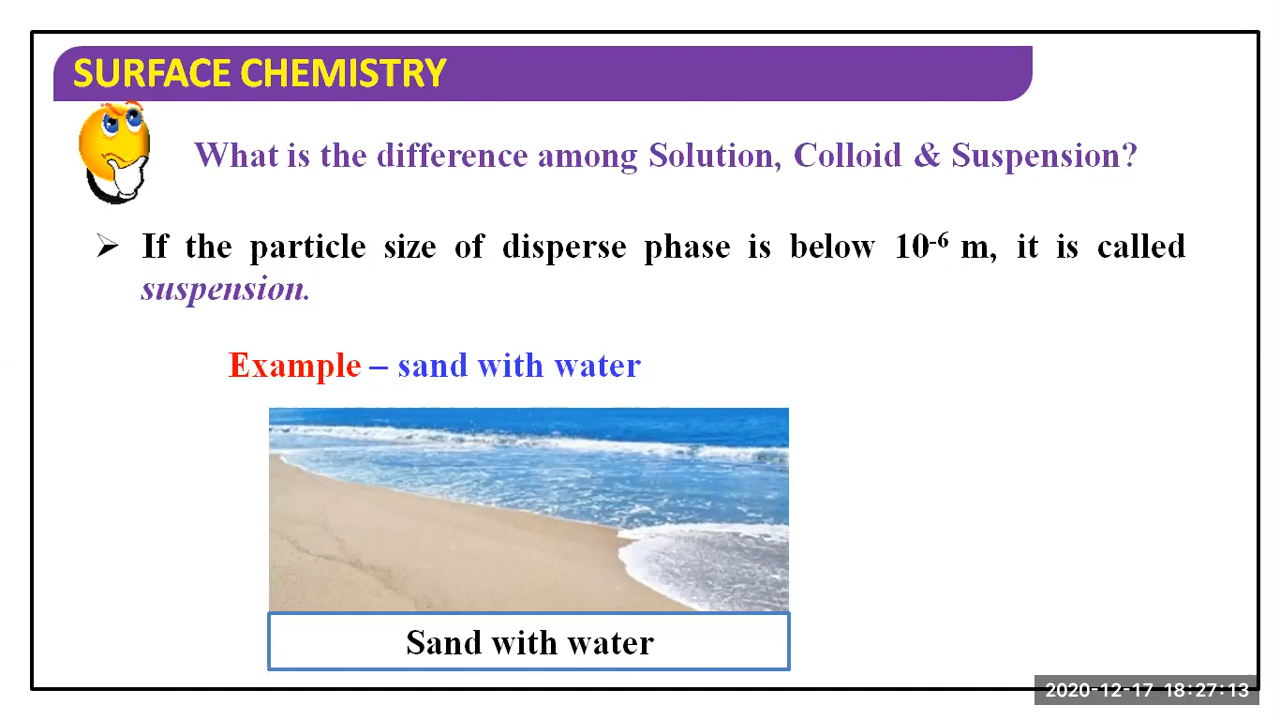 SURFACE CHEMISTRY
What is the difference among Solution, Colloid & Suspension?
➢ If the particle size of disperse phase is below 10⁻⁶ m, it is called
suspension.
Example – sand with water
Sand with water
2020-12-17 18:27:13